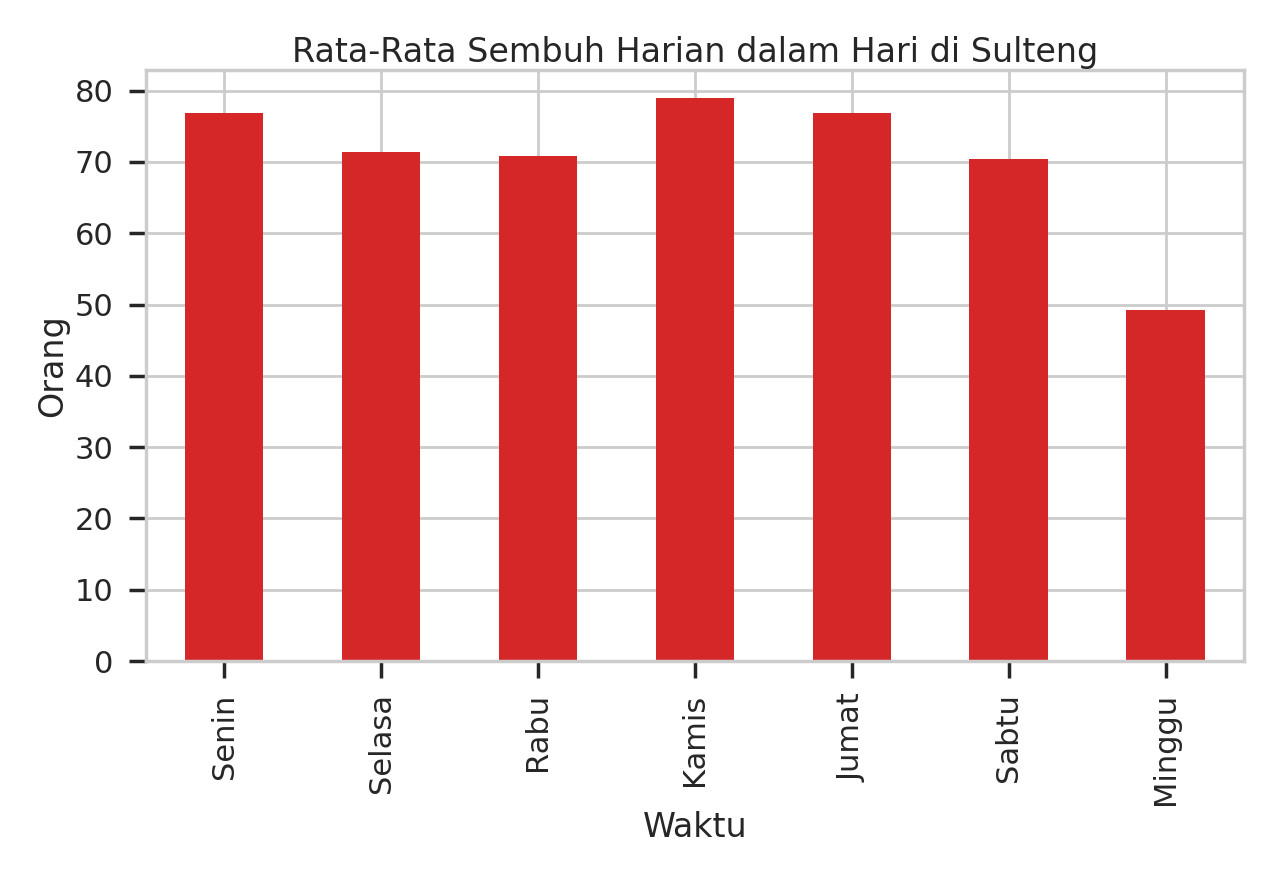 Rata-Rata Sembuh Harian dalam Hari di Sulteng
80
70
60
50
40
30
20
10
0
Orang
Senin
Selasa
Rabu
Kamis
Jumat
Sabtu
Minggu
Waktu